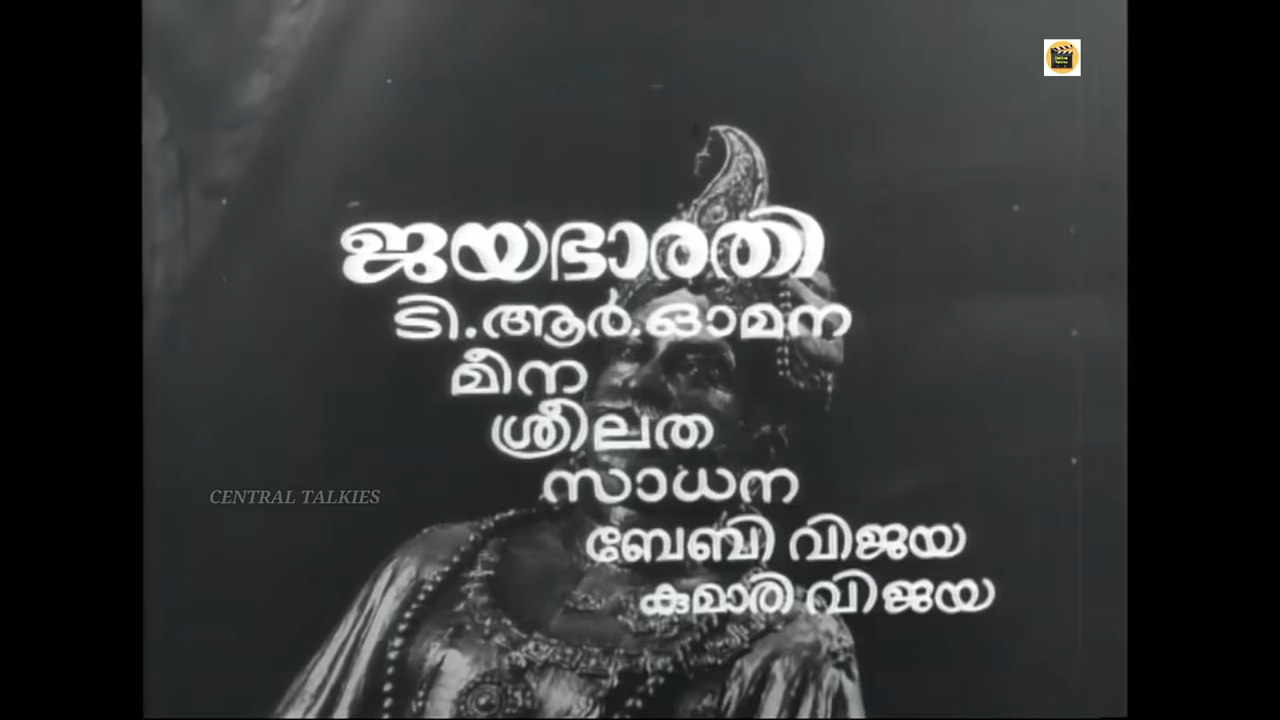 ജയഭാരതി
ടി.ആർ.ഓമന
മീന
ശ്രീലത
സാധന
ബേബി വിജയ
കുമാരി വിജയ
CENTRAL TALKIES